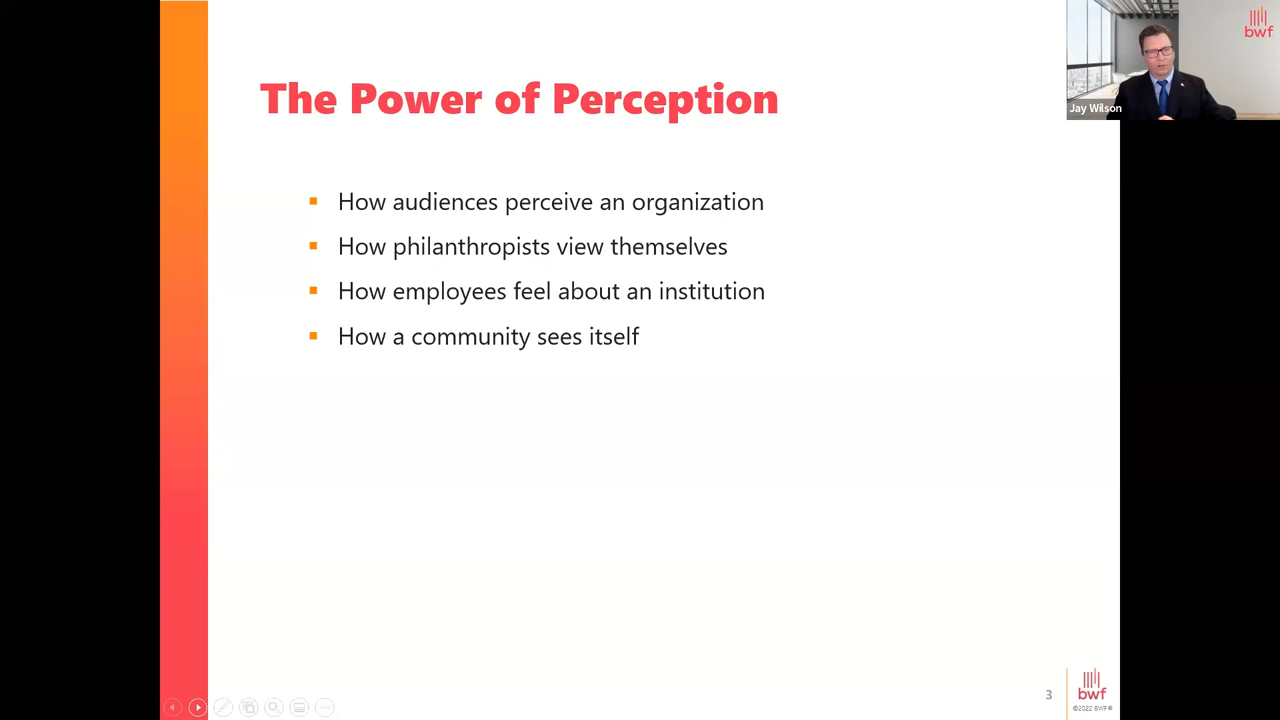 The Power of Perception
How audiences perceive an organization
How philanthropists view themselves
How employees feel about an institution
How a community sees itself
bwf
Jay Wilson
3
bwf
©2022 BWF®